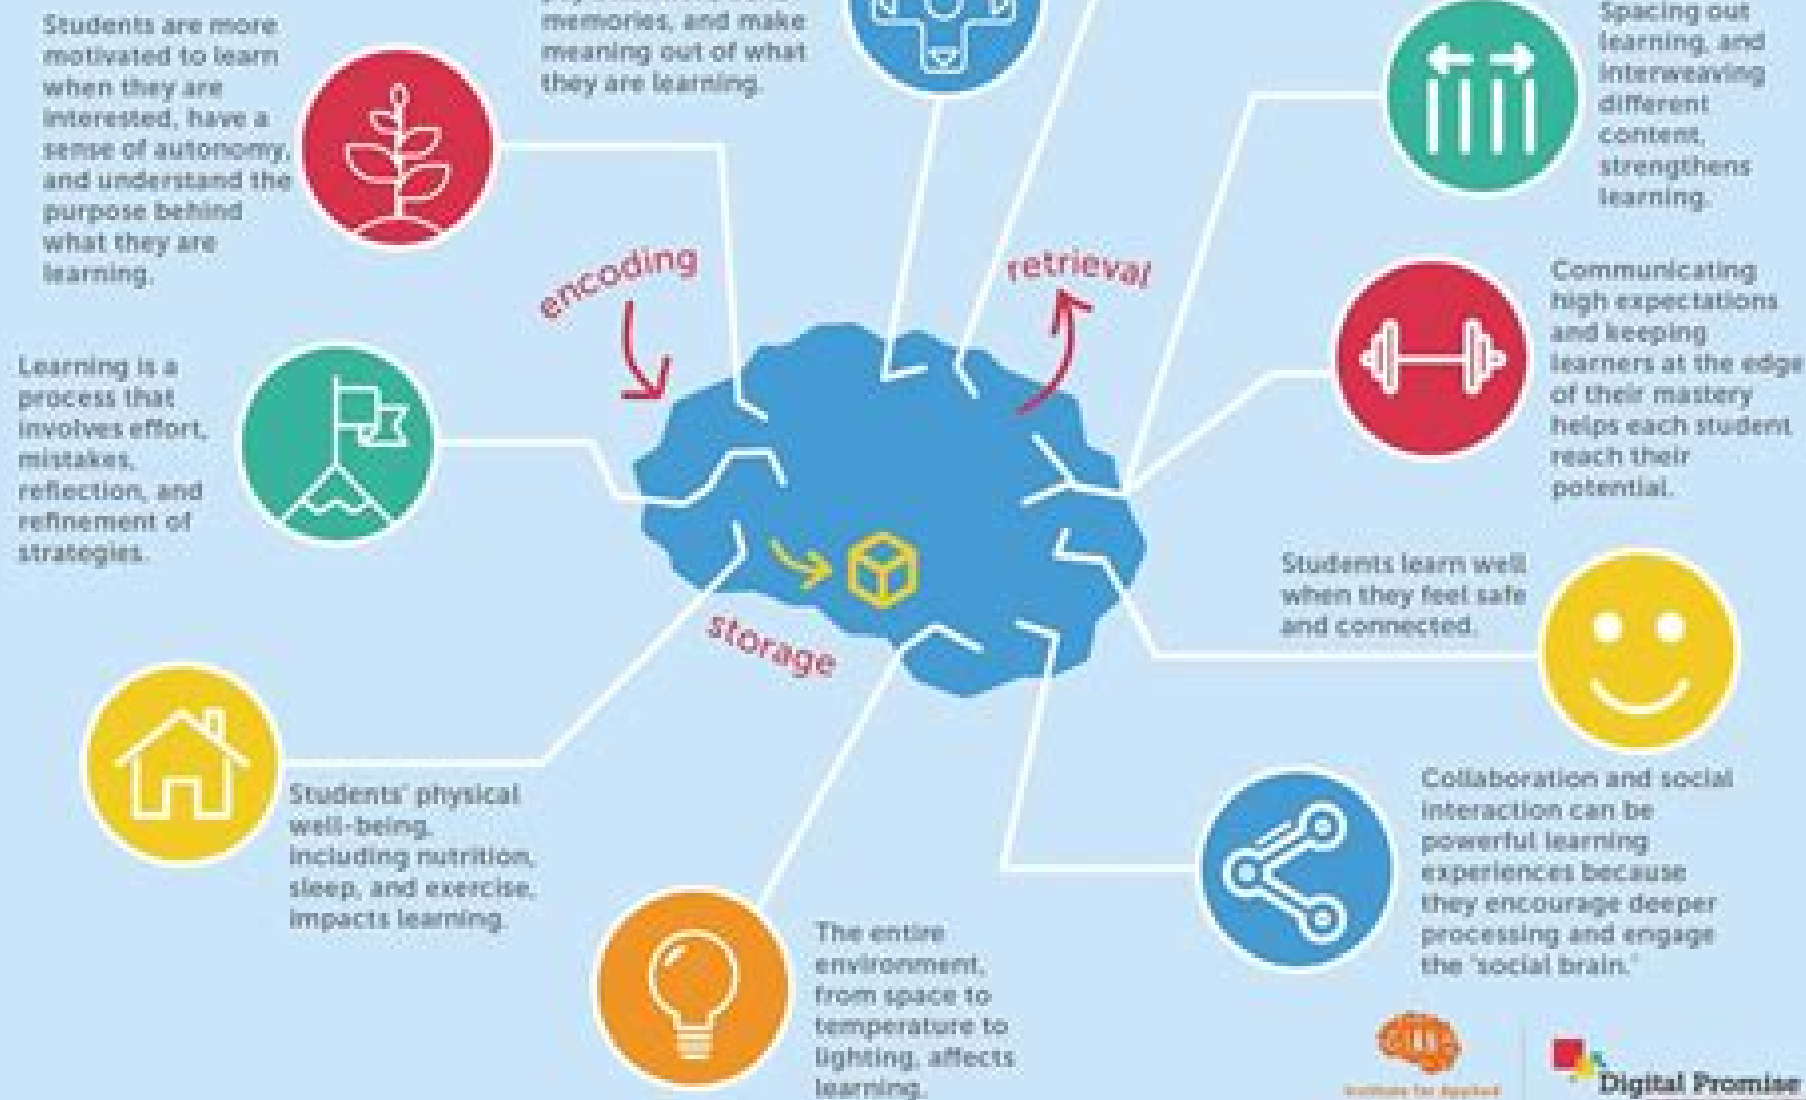 Students are more
motivated to learn
when they are
interested, have a
sense of autonomy,
and understand the
purpose behind
what they are
learning.
memories, and make
meaning out of what
they are learning.
Spacing out
learning, and
interweaving
different
content,
strengthens
learning.
encoding
retrieval
storage
Communicating
high expectations
and keeping
learners at the edge
of their mastery
helps each student
reach their
potential.
Learning is a
process that
involves effort,
mistakes,
reflection, and
refinement of
strategies.
Students learn well
when they feel safe
and connected.
Students' physical
well-being,
including nutrition,
sleep, and exercise,
impacts learning.
Collaboration and social
interaction can be
powerful learning
experiences because
they encourage deeper
processing and engage
the 'social brain.'
The entire
environment,
from space to
temperature to
lighting, affects
learning.
Institute for Applied
Digital Promise